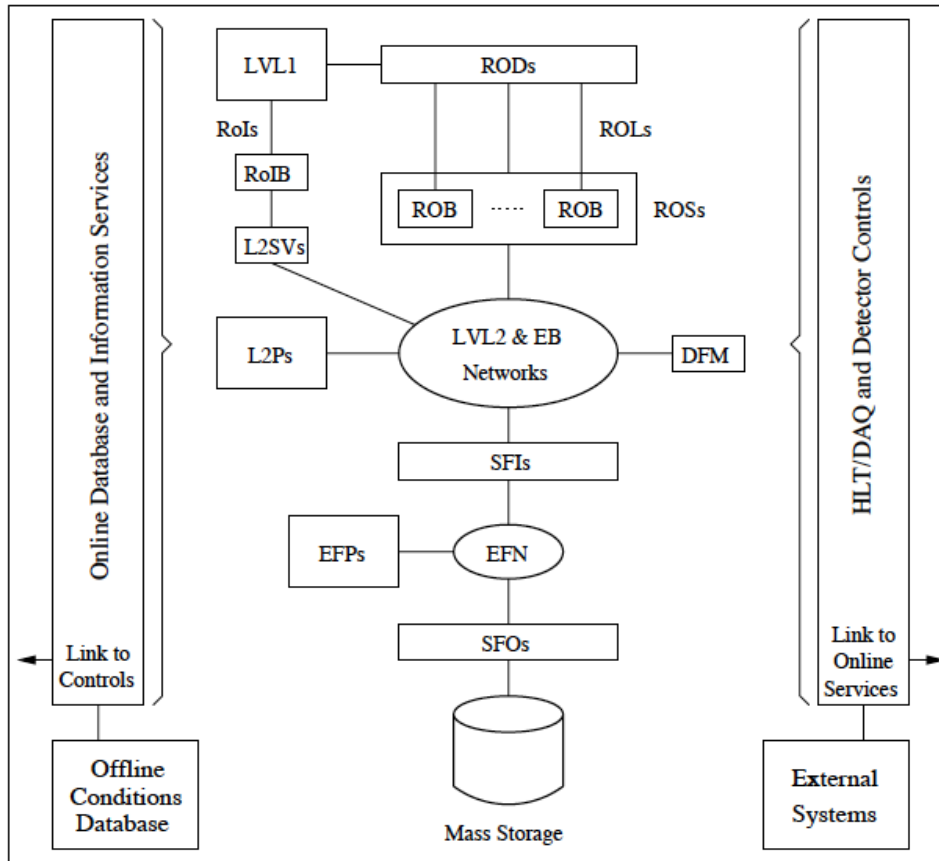 Online Database and Information Services
Link to
Controls
Offline
Conditions
Database
LVL1
RODs
RoIs
ROLs
RoIB
ROB
.....
ROB
ROSs
L2SVs
L2Ps
LVL2 & EB
Networks
DFM
SFIs
EFPs
EFN
SFOs
Mass Storage
HLT/DAQ and Detector Controls
Link to
Online
Services
External
Systems